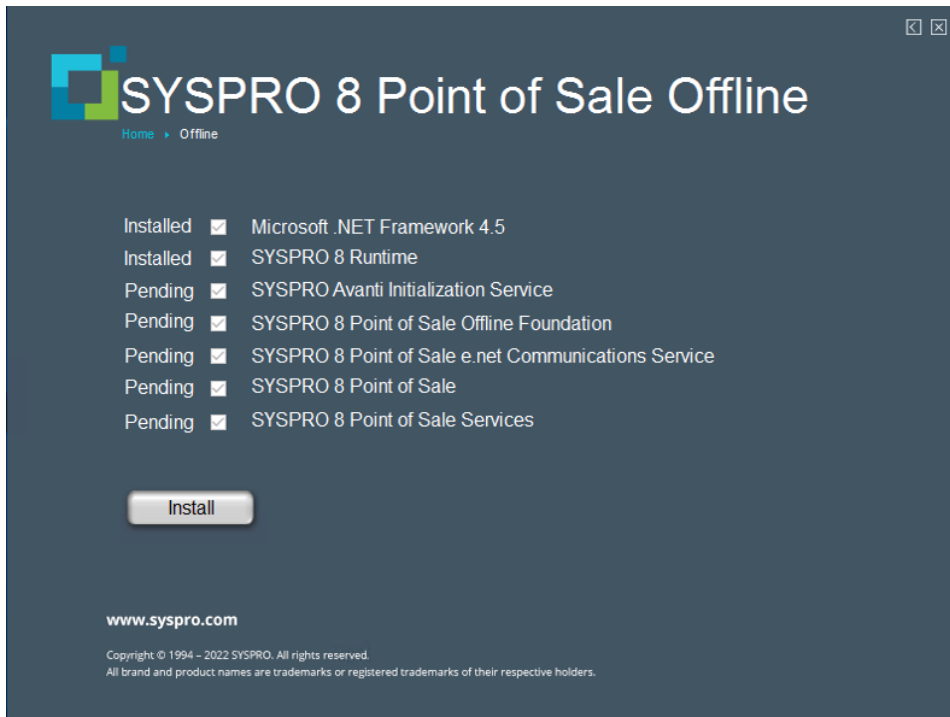 SYSPRO 8 Point of Sale Offline
Home ▸ Offline
Installed Microsoft .NET Framework 4.5
Installed SYSPRO 8 Runtime
Pending SYSPRO Avanti Initialization Service
Pending SYSPRO 8 Point of Sale Offline Foundation
Pending SYSPRO 8 Point of Sale e.net Communications Service
Pending SYSPRO 8 Point of Sale
Pending SYSPRO 8 Point of Sale Services
Install
www.syspro.com
Copyright © 1994 – 2022 SYSPRO. All rights reserved.
All brand and product names are trademarks or registered trademarks of their respective holders.